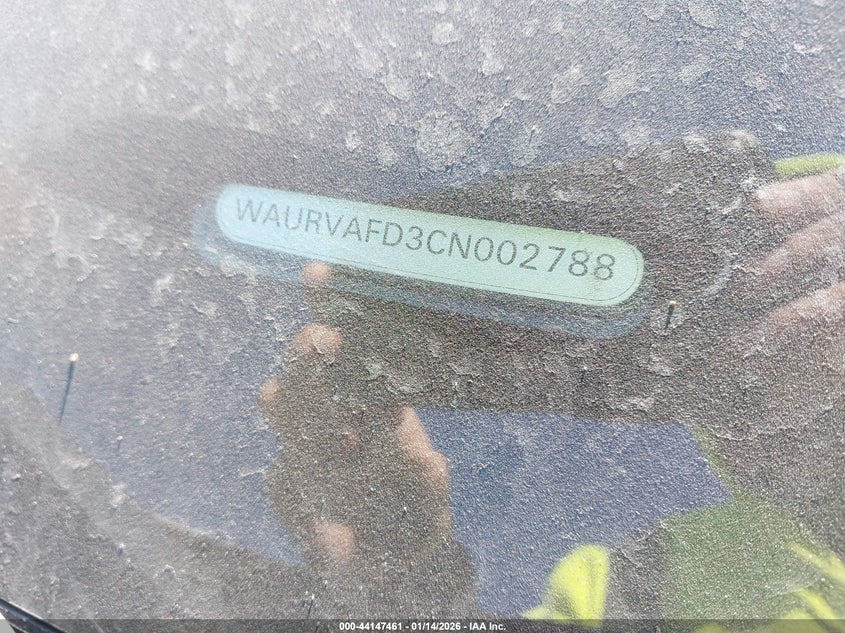 WAURVAFD3CN002788
000-44147461 - 01/14/2026 - IAA Inc.